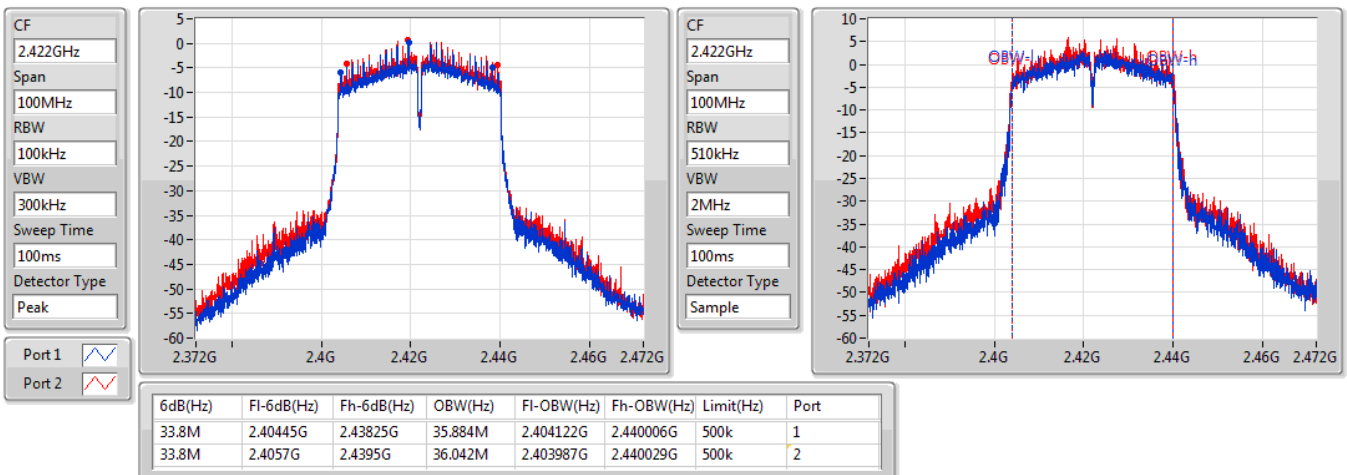 CF
2.422GHz
Span
100MHz
RBW
100kHz
VBW
300kHz
Sweep Time
100ms
Detector Type
Peak
Port 1
Port 2
5
0
-5
-10
-15
-20
-25
-30
-35
-40
-45
-50
-55
-60
2.372G 2.4G 2.42G 2.44G 2.46G 2.472G
CF
2.422GHz
Span
100MHz
RBW
510kHz
VBW
2MHz
Sweep Time
100ms
Detector Type
Sample
10
5
0
-5
-10
-15
-20
-25
-30
-35
-40
-45
-50
-55
-60
OBW-l OBW-h
2.372G 2.4G 2.42G 2.44G 2.46G 2.472G
6dB(Hz) Fl-6dB(Hz) Fh-6dB(Hz) OBW(Hz) Fl-OBW(Hz) Fh-OBW(Hz) Limit(Hz) Port
33.8M 2.40445G 2.43825G 35.884M 2.404122G 2.440006G 500k 1
33.8M 2.4057G 2.4395G 36.042M 2.403987G 2.440029G 500k 2